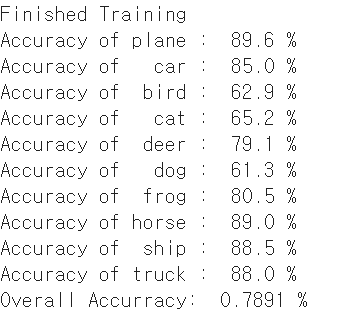 Finished Training
Accuracy of plane :  89.6 %
Accuracy of   car :  85.0 %
Accuracy of  bird :  62.9 %
Accuracy of   cat :  65.2 %
Accuracy of  deer :  79.1 %
Accuracy of   dog :  61.3 %
Accuracy of  frog :  80.5 %
Accuracy of horse :  89.0 %
Accuracy of  ship :  88.5 %
Accuracy of truck :  88.0 %
Overall Accurracy:  0.7891 %